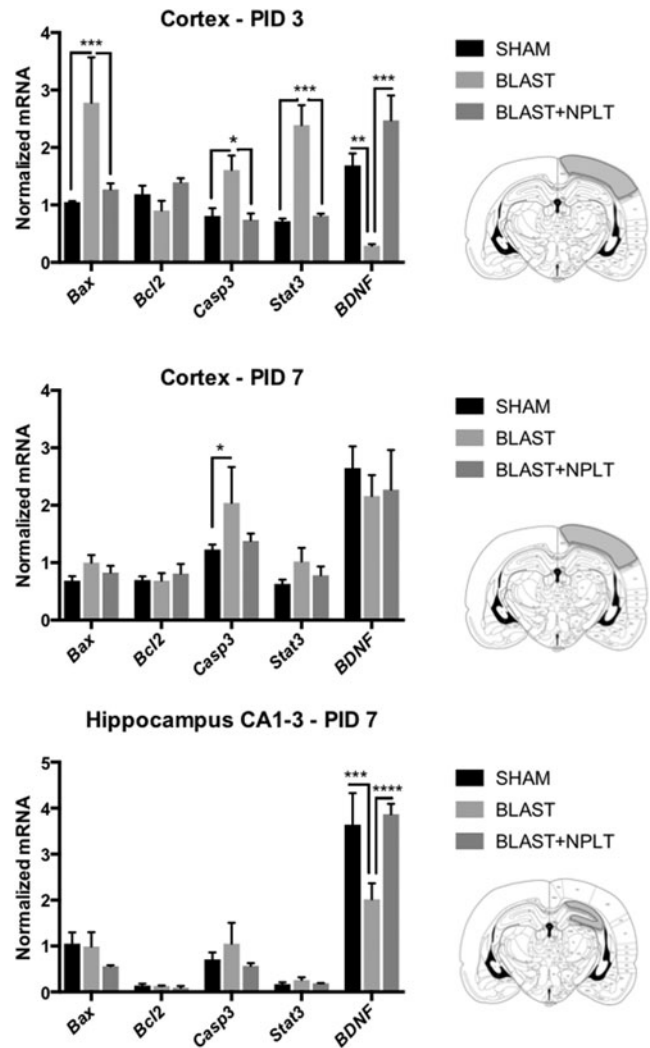 Cortex - PID 3
Normalized mRNA
4
3
2
1
0
***
*
***
**
***
Bax
Bcl2
Casp3
Stat3
BDNF
SHAM
BLAST
BLAST+NPLT
Cortex - PID 7
Normalized mRNA
4
3
2
1
0
*
Bax
Bcl2
Casp3
Stat3
BDNF
SHAM
BLAST
BLAST+NPLT
Hippocampus CA1-3 - PID 7
Normalized mRNA
5
4
3
2
1
0
***
****
Bax
Bcl2
Casp3
Stat3
BDNF
SHAM
BLAST
BLAST+NPLT